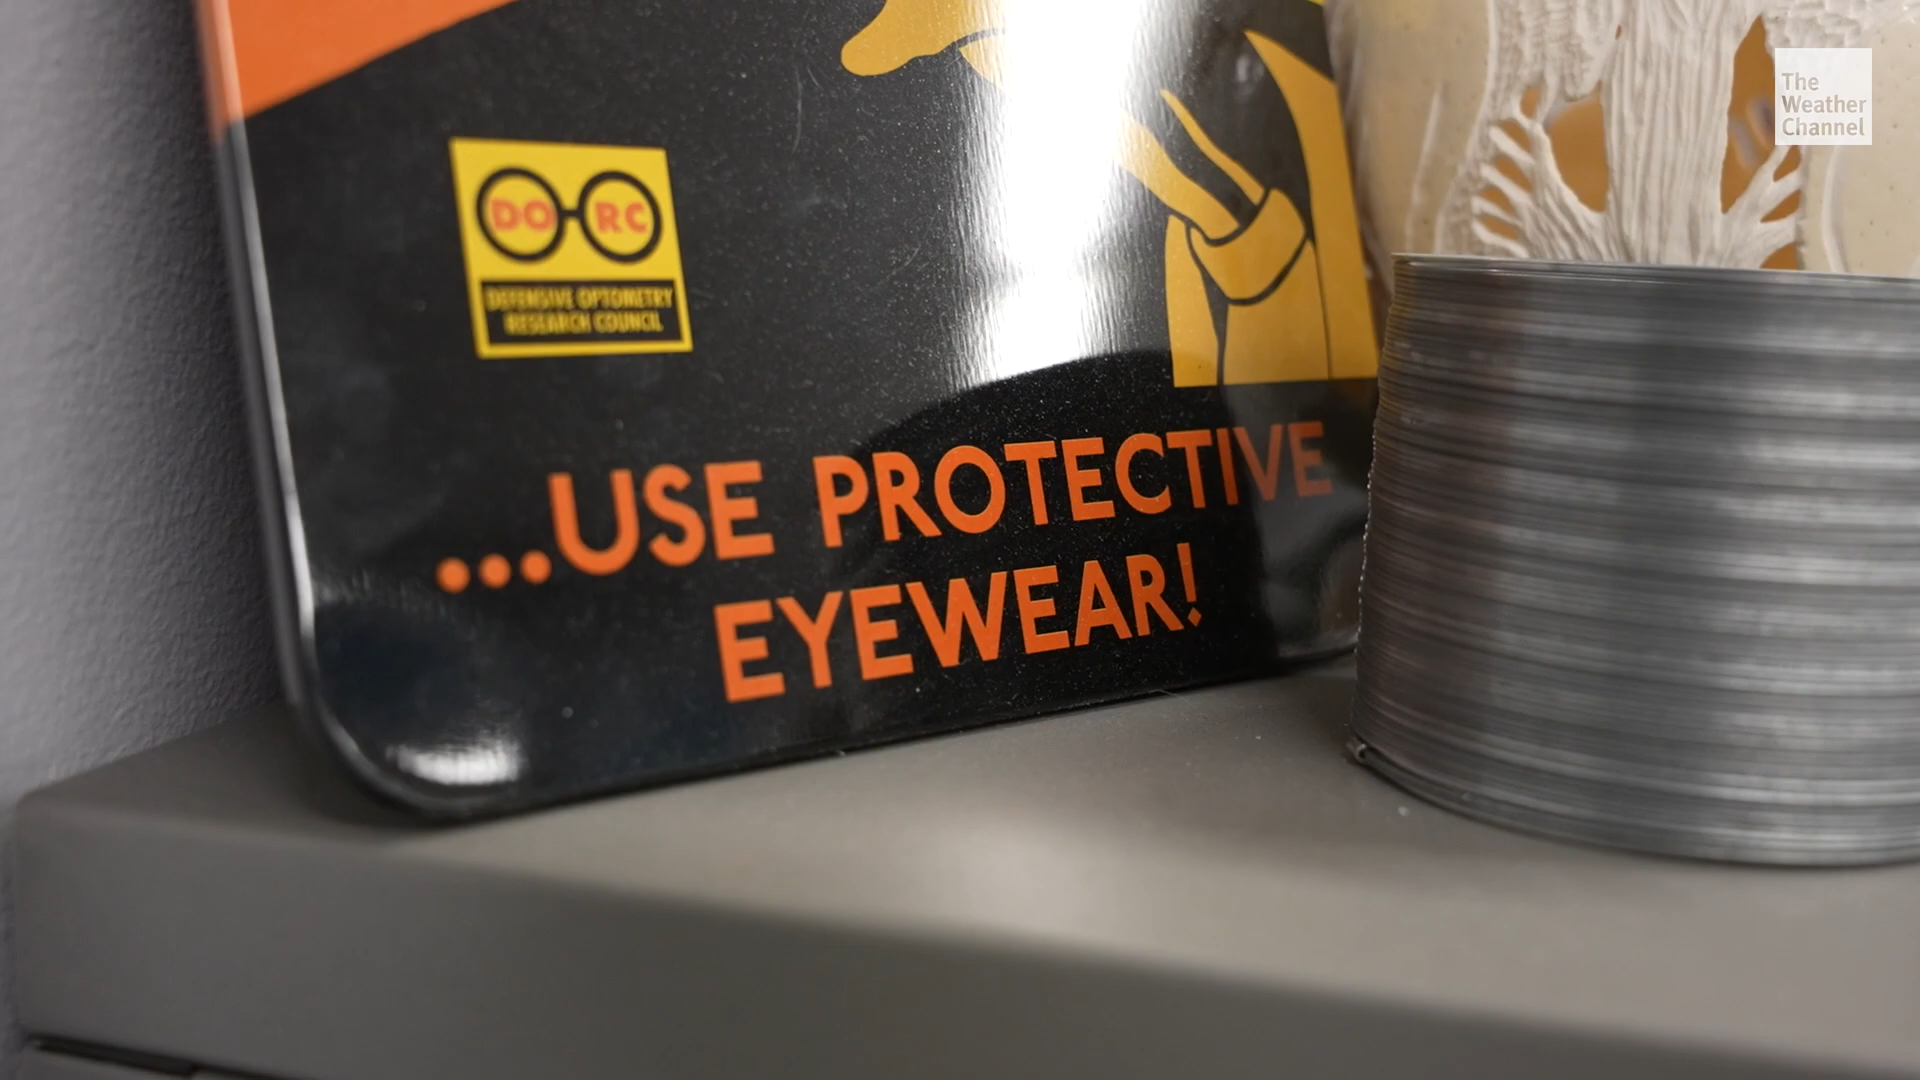 The
Weather
Channel
DO RC
DEFENSIVE OPTOMETRY
RESEARCH COUNCIL
...USE PROTECTIVE
EYEWEAR!